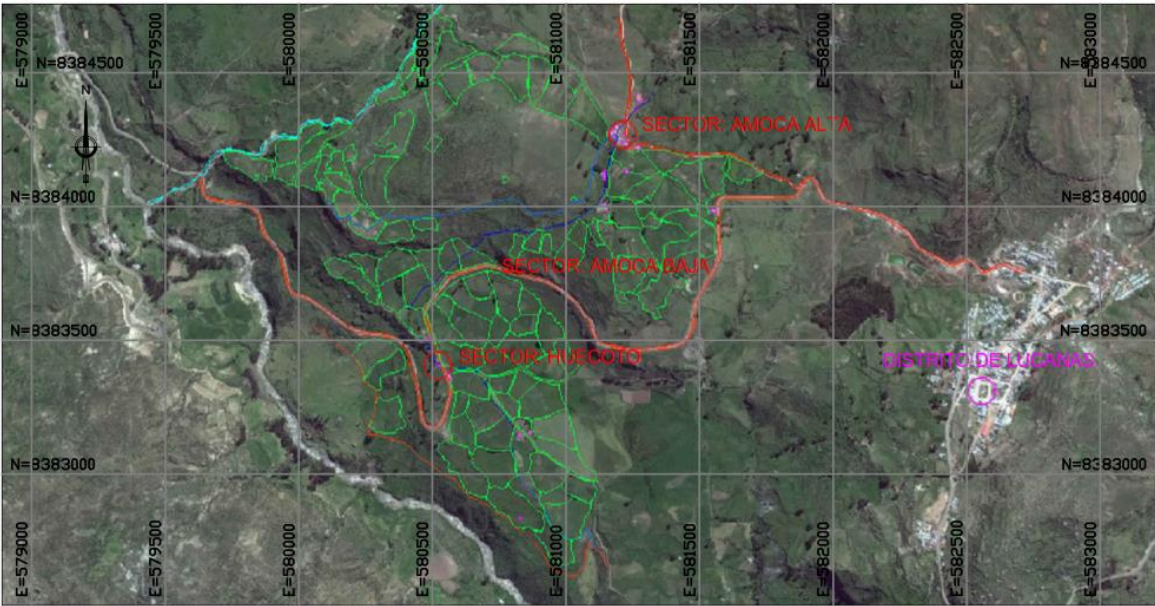 E=579000
E=579500
E=580000
E=580500
E=581000
E=581500
E=582000
E=582500
E=583000
N=8384500
N=8384500
N
SECTOR: AMOCA ALTA
N=8384000
N=8384000
SECTOR: AMOCA BAJA
N=8383500
N=8383500
SECTOR: HUECOTO
DISTRITO DE LUCANAS
N=8383000
N=8383000
E=579000
E=579500
E=580000
E=580500
E=581000
E=581500
E=582000
E=582500
E=583000